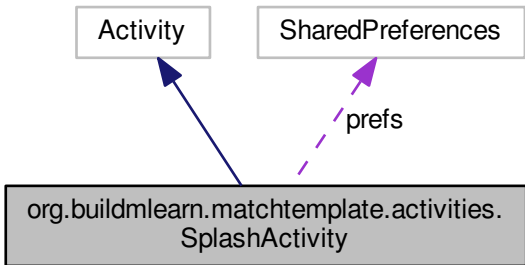 Activity
SharedPreferences
prefs
org.buildmlearn.matchtemplate.activities.
SplashActivity